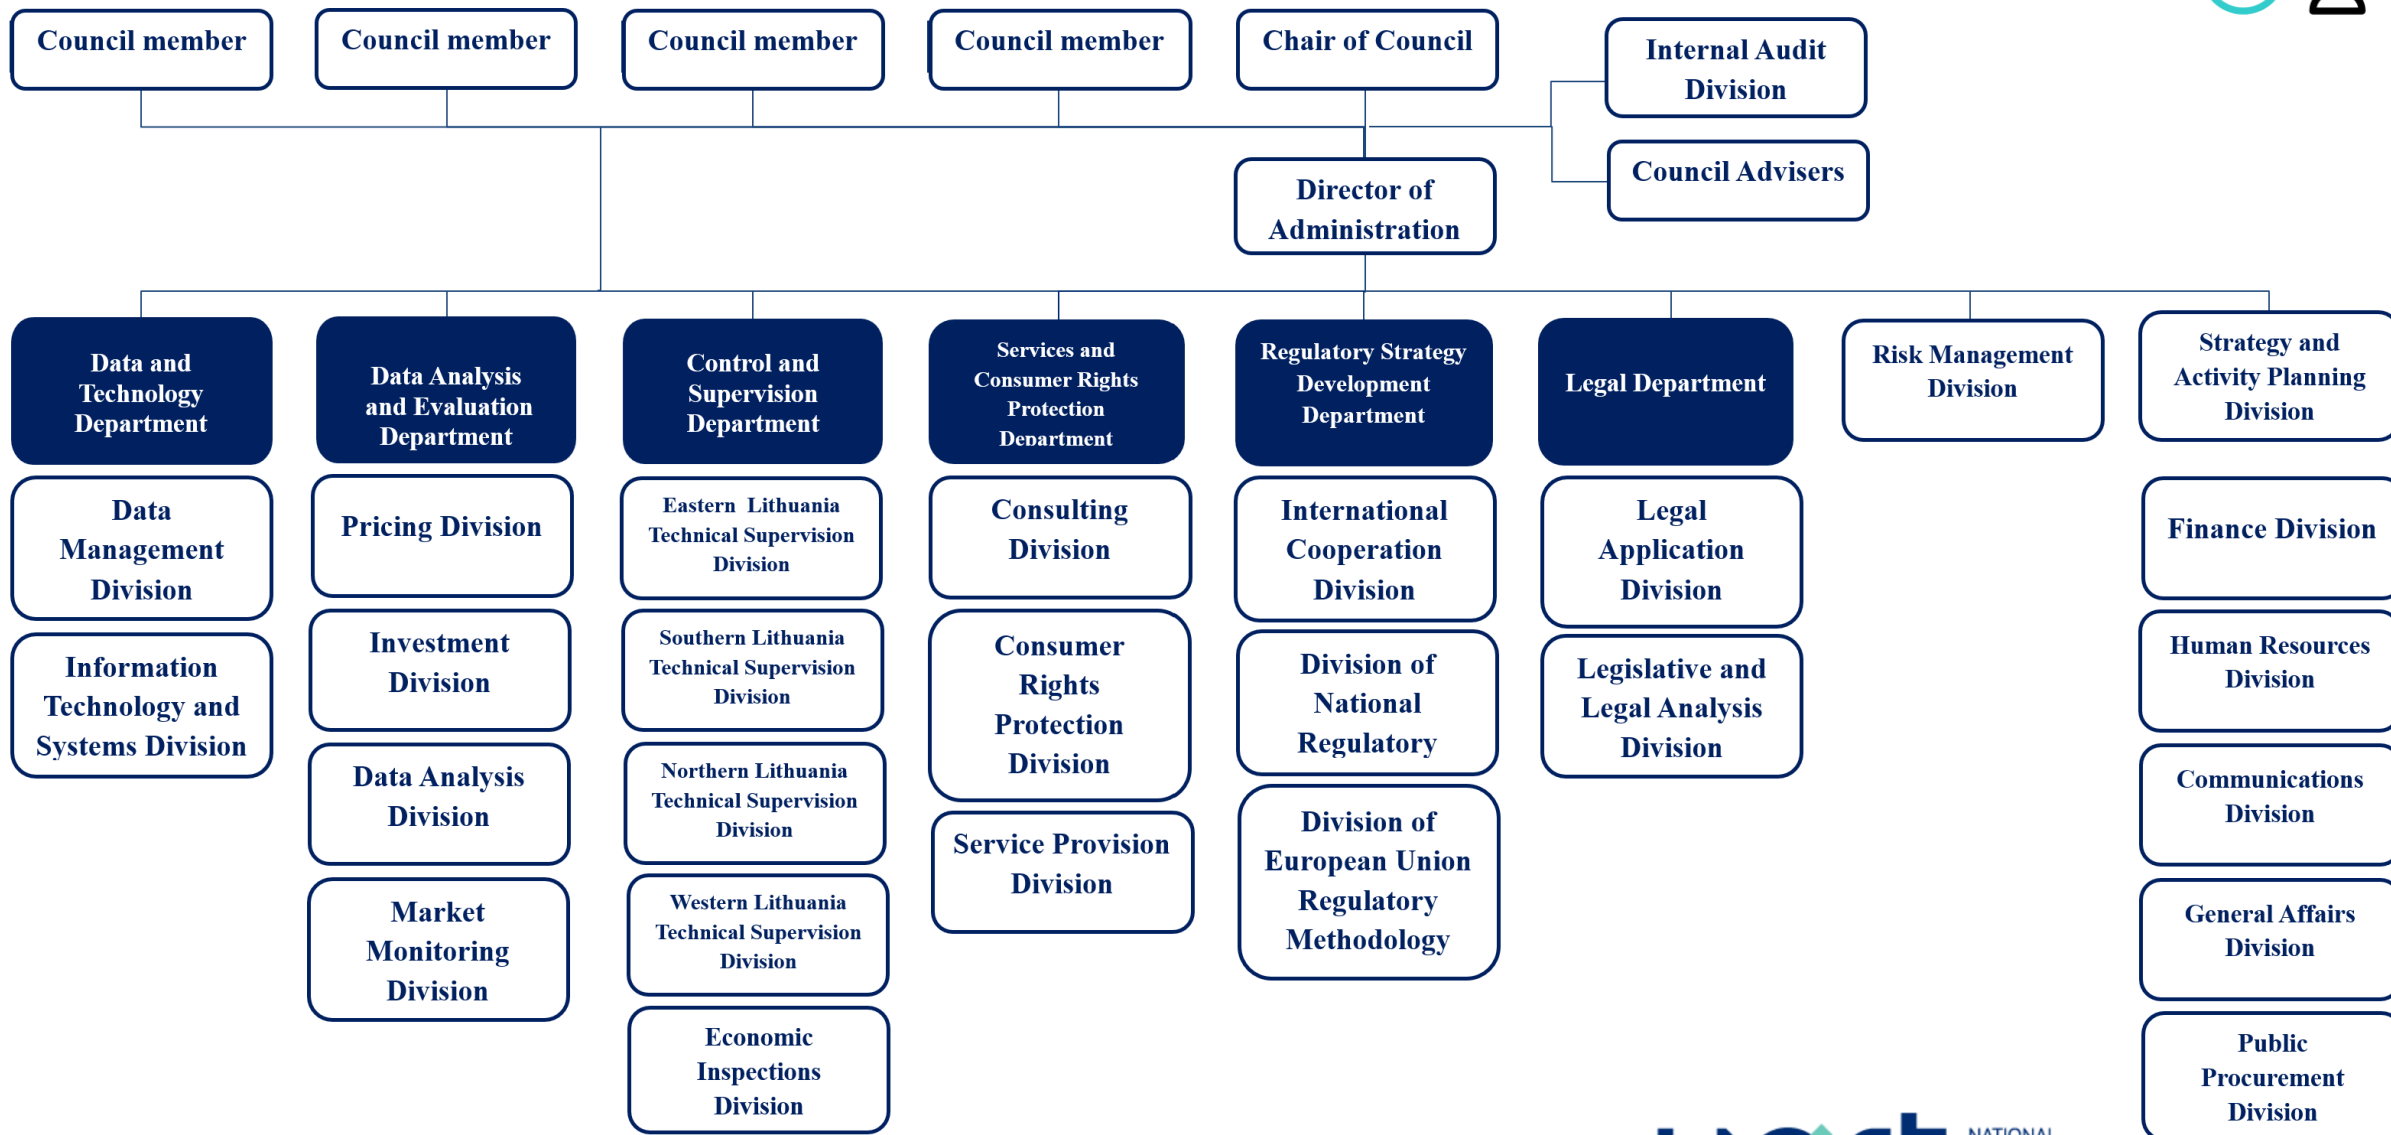 Council member
Council member
Council member
Council member
Chair of Council
Internal Audit
Division
Council Advisers
Director of
Administration
Data and
Technology
Department
Data Analysis
and Evaluation
Department
Control and
Supervision
Department
Services and
Consumer Rights
Protection
Department
Regulatory Strategy
Development
Department
Legal Department
Risk Management
Division
Strategy and
Activity Planning
Division
Data
Management
Division
Information
Technology and
Systems Division
Pricing Division
Investment
Division
Data Analysis
Division
Market
Monitoring
Division
Eastern Lithuania
Technical Supervision
Division
Southern Lithuania
Technical Supervision
Division
Northern Lithuania
Technical Supervision
Division
Western Lithuania
Technical Supervision
Division
Economic
Inspections
Division
Consulting
Division
Consumer
Rights
Protection
Division
Service Provision
Division
International
Cooperation
Division
Division of
National
Regulatory
Division of
European Union
Regulatory
Methodology
Legal
Application
Division
Legislative and
Legal Analysis
Division
Finance Division
Human Resources
Division
Communications
Division
General Affairs
Division
Public
Procurement
Division
NATIONAL